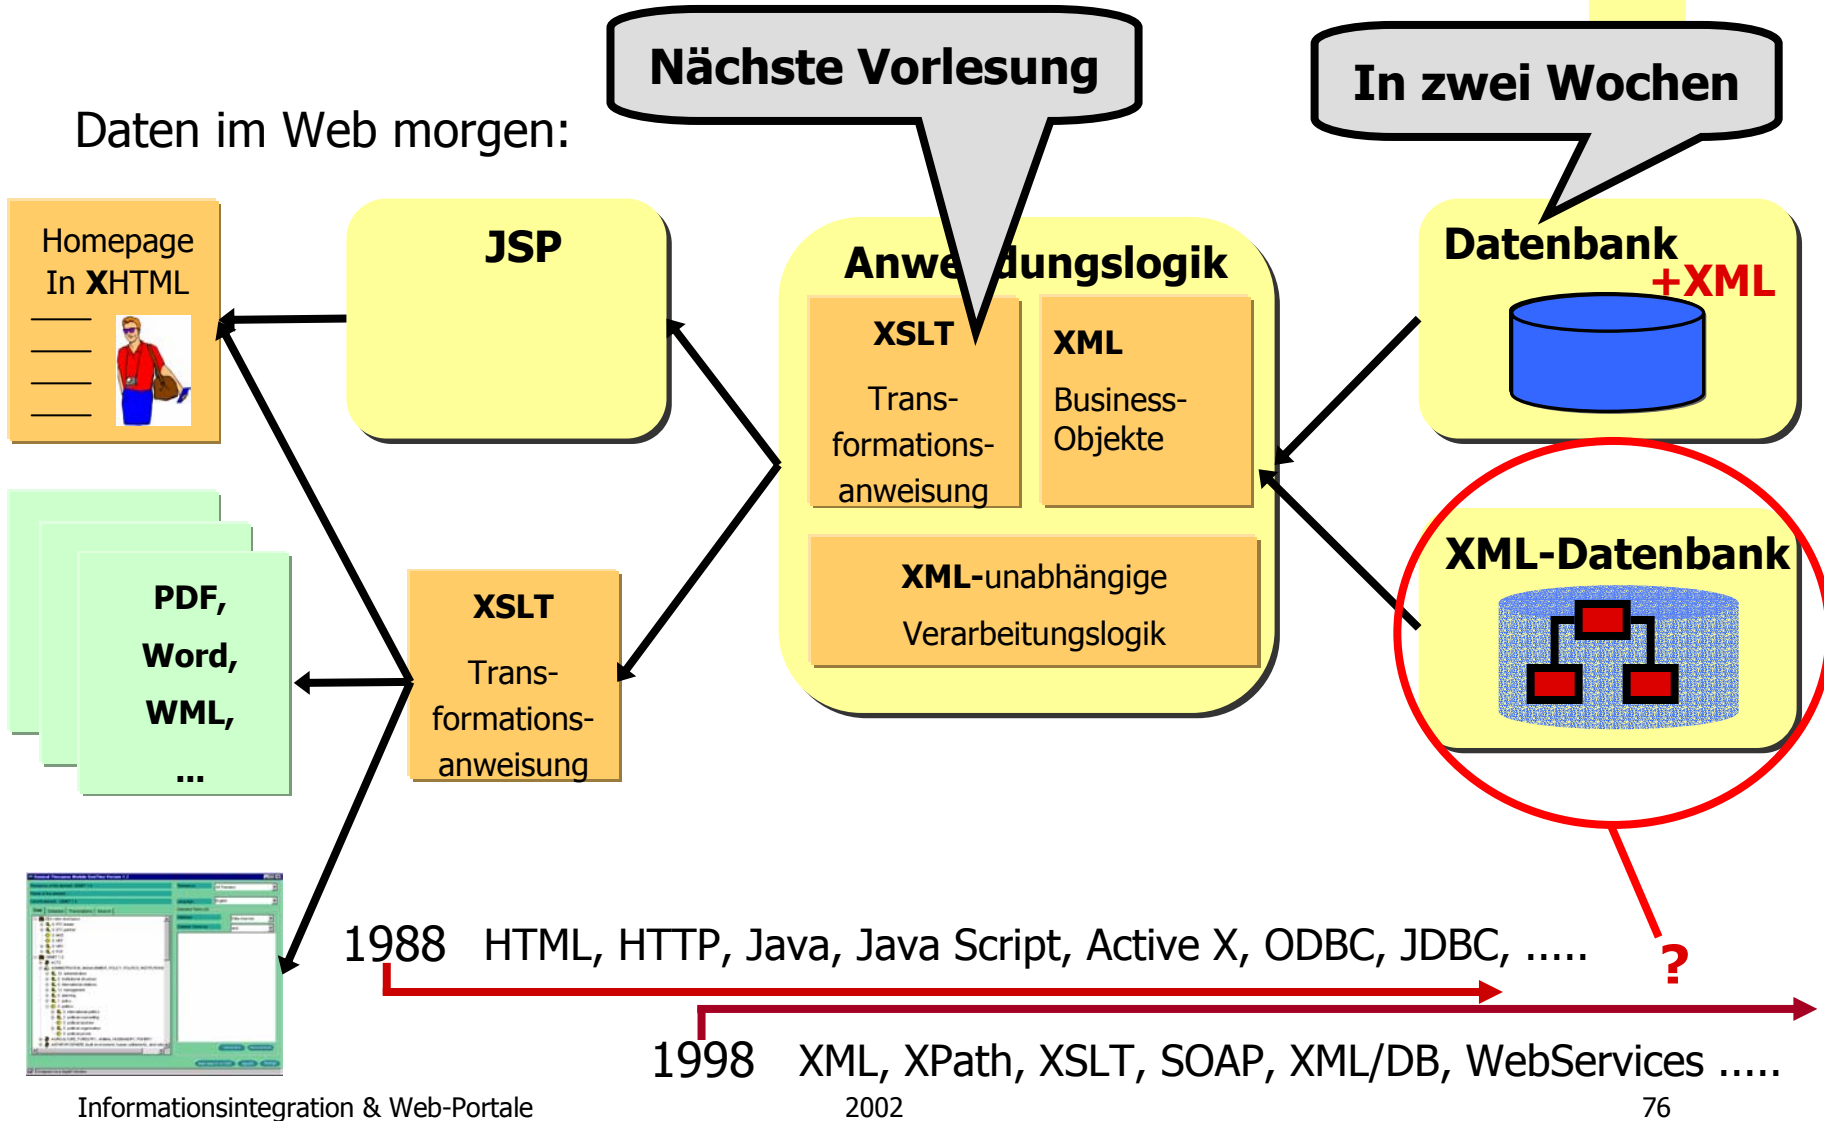 Nächste Vorlesung
In zwei Wochen
Daten im Web morgen:
Homepage
In XHTML
JSP
Anwe dungslogik
XSLT
Trans-
formations-
anweisung
XML
Business-
Objekte
XML-unabhängige
Verarbeitungslogik
Datenbank
+XML
XML-Datenbank
PDF,
Word,
WML,
...
XSLT
Trans-
formations-
anweisung
1988 HTML, HTTP, Java, Java Script, Active X, ODBC, JDBC, .....
?
1998 XML, XPath, XSLT, SOAP, XML/DB, WebServices .....
Informationsintegration & Web-Portale 2002 76